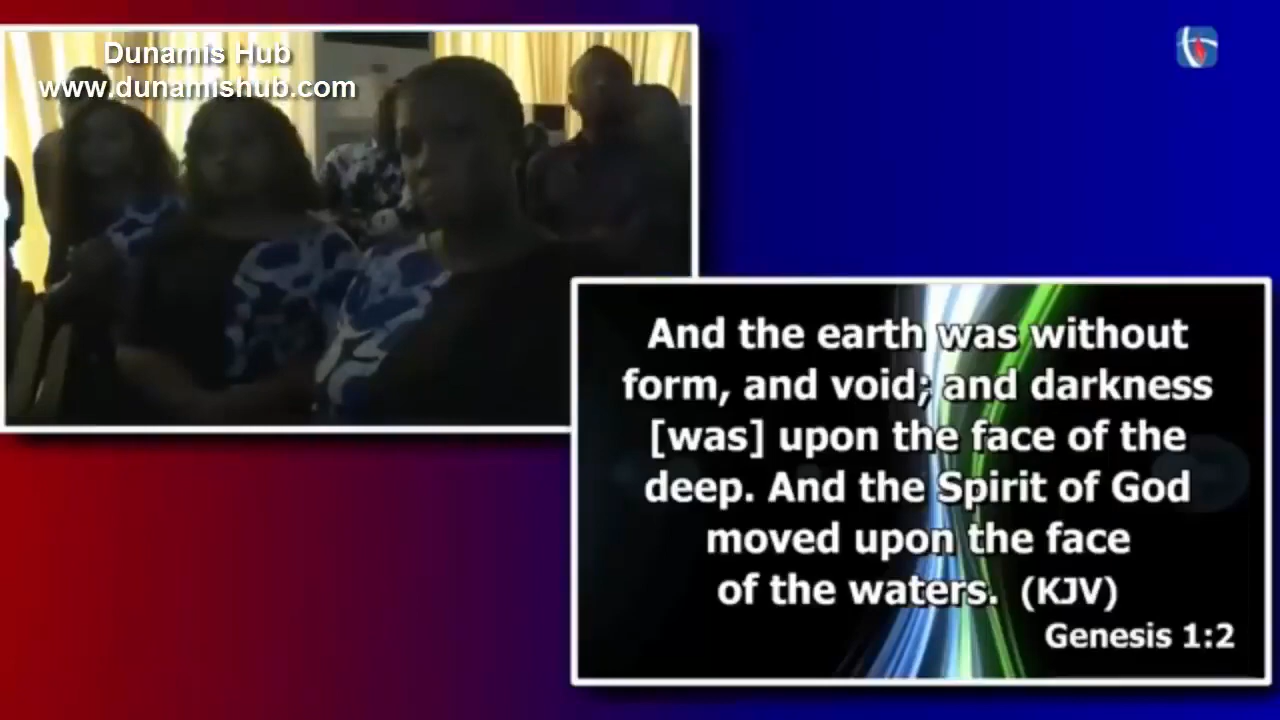 Dunamis Hub
www.dunamishub.com
And the earth was without
form, and void; and darkness
[was] upon the face of the
deep. And the Spirit of God
moved upon the face
of the waters. (KJV)
Genesis 1:2